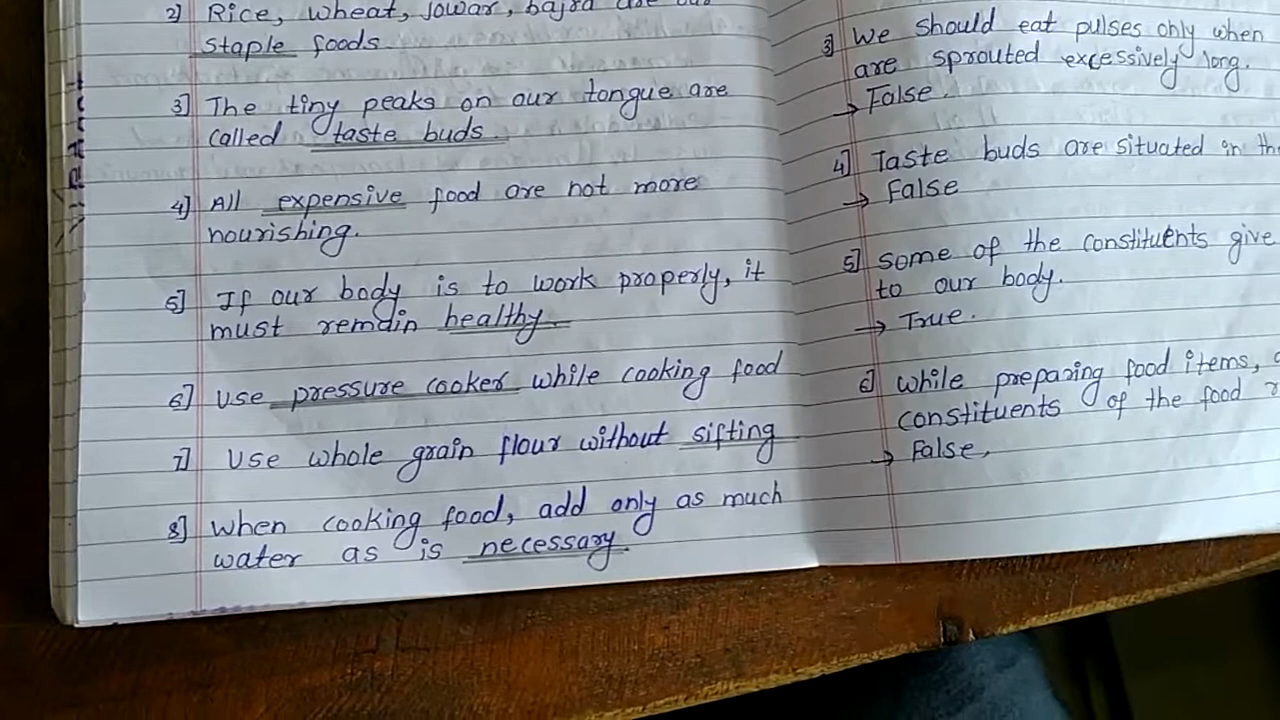 2] Rice, wheat, jowar, bajra are our
staple foods
3] The tiny peaks on our tongue are
called taste buds.
4] All expensive food are not more
nourishing.
5] If our body is to work properly, it
must remain healthy.
6] Use pressure cooker while cooking food
7] Use whole grain flour without sifting
8] When cooking food, add only as much
water as is necessary.
3] We should eat pulses only when
are sprouted excessively long.
→ False.
4] Taste buds are situated in the
→ False
5] Some of the constituents give
to our body.
→ True.
6] while preparing food items,
constituents of the food
→ False,